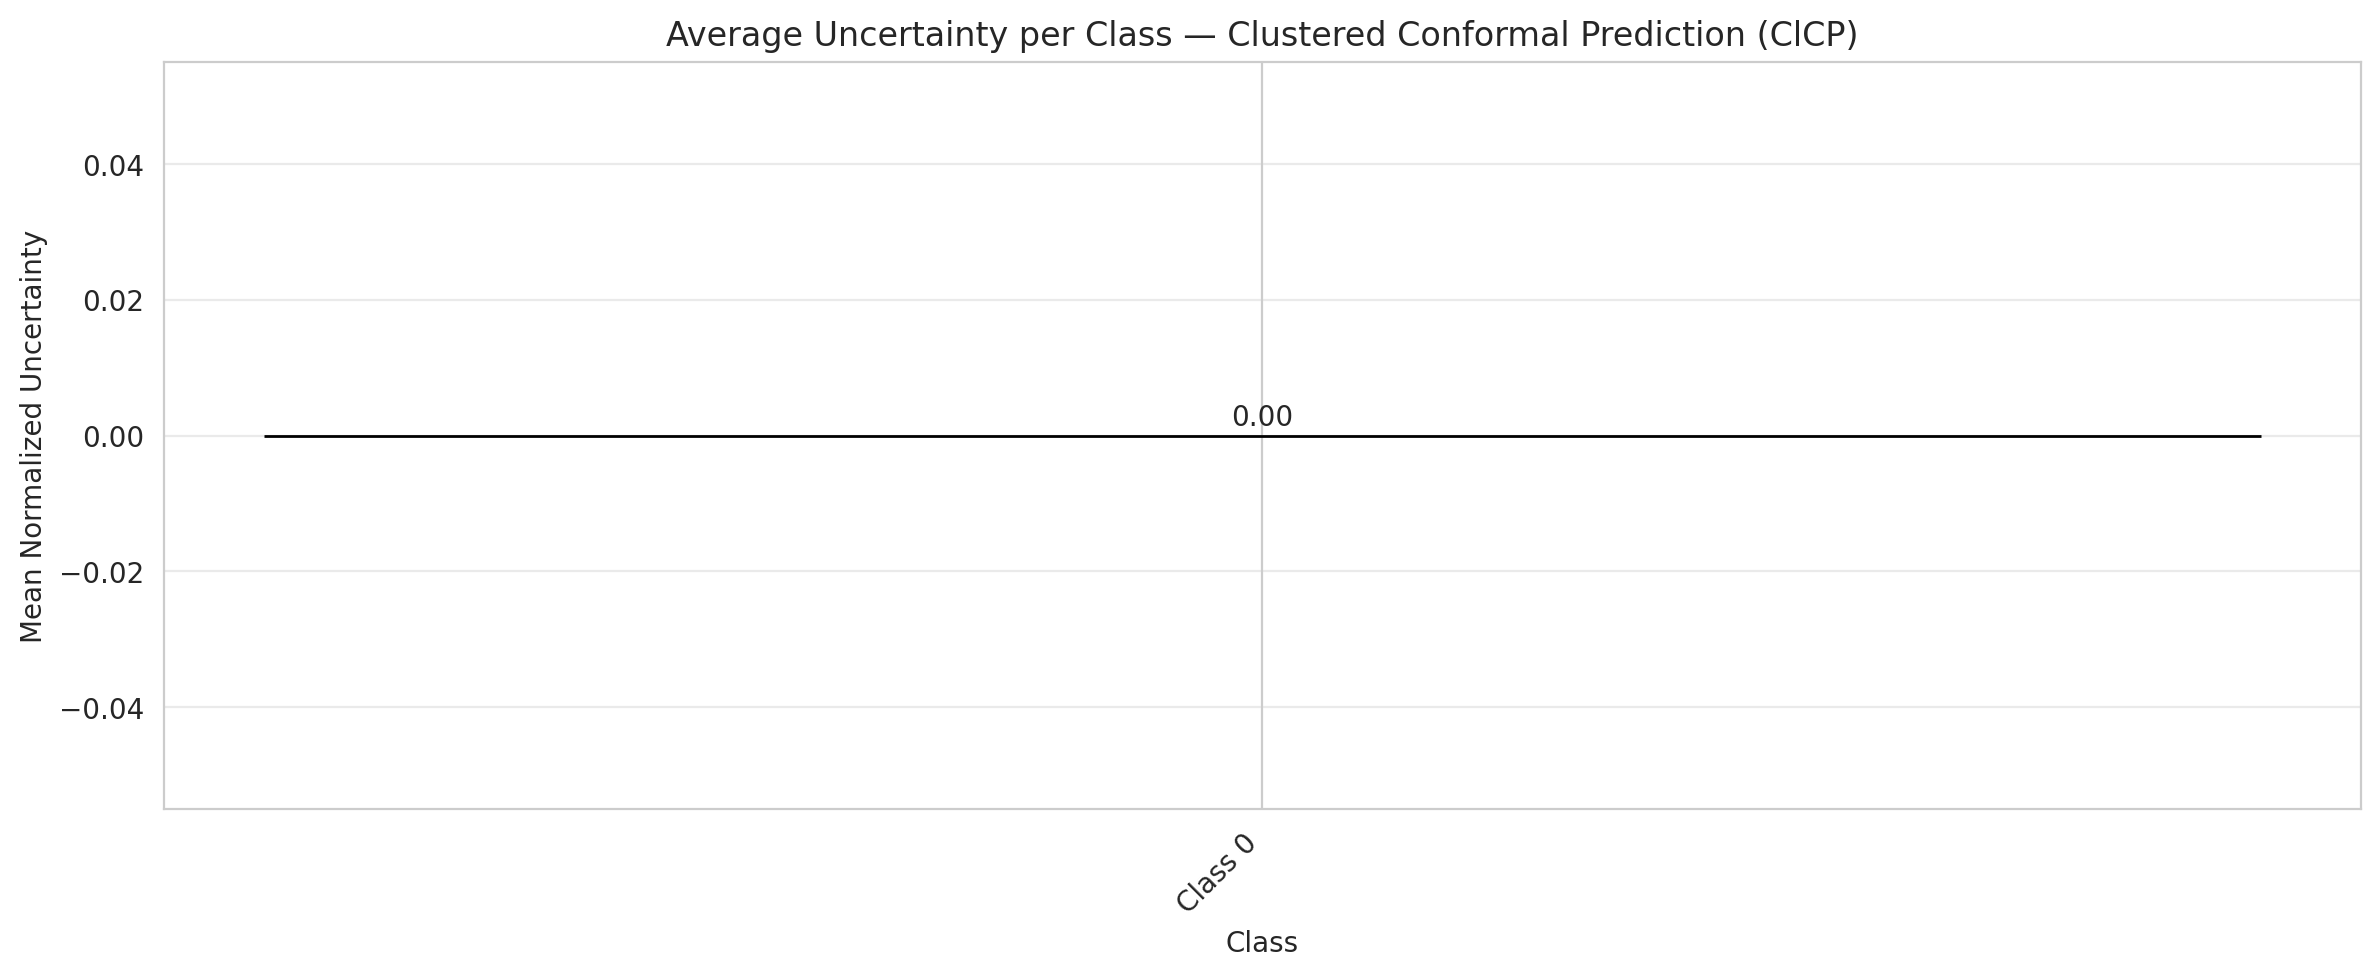 Average Uncertainty per Class — Clustered Conformal Prediction (ClCP)
Mean Normalized Uncertainty
0.04
0.02
0.00
−0.02
−0.04
0.00
Class 0
Class